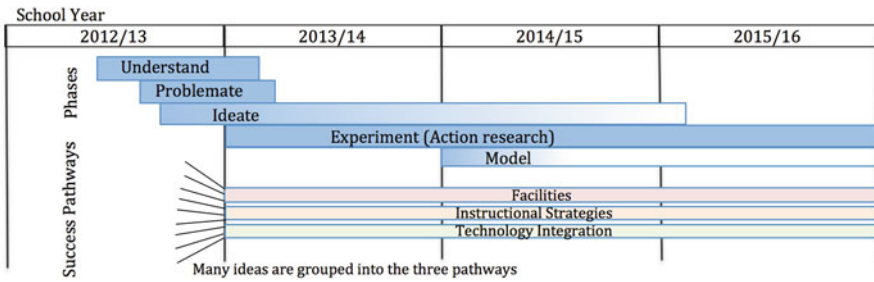 School Year
2012/13 2013/14 2014/15 2015/16
Phases
Understand
Problemate
Ideate
Experiment (Action research)
Model
Success Pathways
Facilities
Instructional Strategies
Technology Integration
Many ideas are grouped into the three pathways